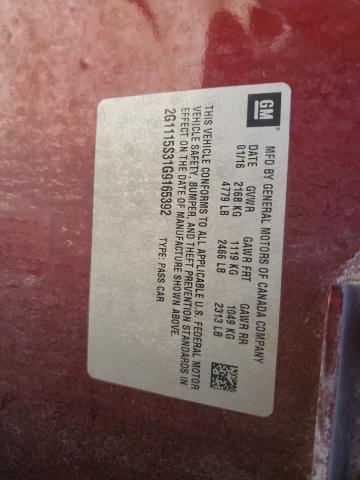 GM
MFD BY GENERAL MOTORS OF CANADA COMPANY
DATE GVWR GAWR FRT GAWR RR
01/16 2168 KG 1119 KG 1049 KG
4779 LB 2466 LB 2313 LB
THIS VEHICLE CONFORMS TO ALL APPLICABLE U.S. FEDERAL MOTOR
VEHICLE SAFETY, BUMPER, AND THEFT PREVENTION STANDARDS IN
EFFECT ON THE DATE OF MANUFACTURE SHOWN ABOVE.
2G1115S31G9165392 TYPE: PASS CAR